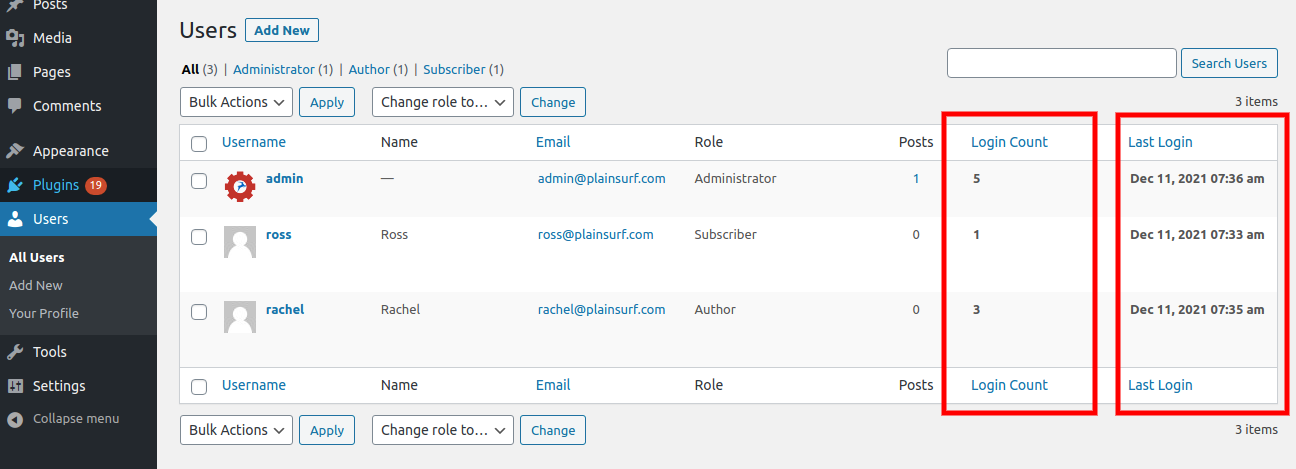 Posts
Media
Pages
Comments
Appearance
Plugins 19
Users
All Users
Add New
Your Profile
Tools
Settings
Collapse menu
Users Add New
All (3) | Administrator (1) | Author (1) | Subscriber (1)
Search Users
Bulk Actions Apply Change role to... Change 3 items
Username Name Email Role Posts Login Count Last Login
admin — admin@plainsurf.com Administrator 1 5 Dec 11, 2021 07:36 am
ross Ross ross@plainsurf.com Subscriber 0 1 Dec 11, 2021 07:33 am
rachel Rachel rachel@plainsurf.com Author 0 3 Dec 11, 2021 07:35 am
Username Name Email Role Posts Login Count Last Login
Bulk Actions Apply Change role to... Change 3 items